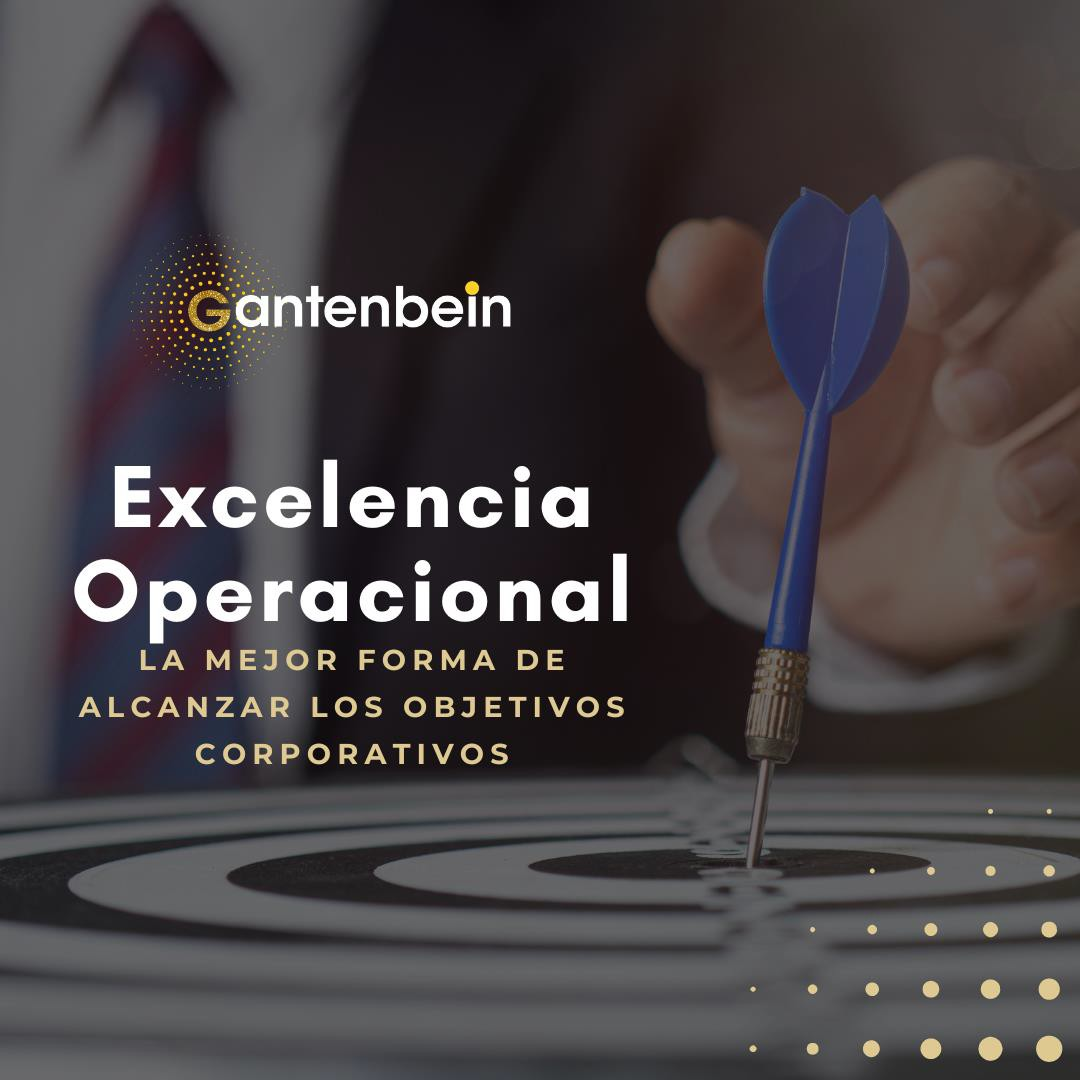 Gantenbein
Excelencia
Operacional
LA MEJOR FORMA DE
ALCANZAR LOS OBJETIVOS
CORPORATIVOS